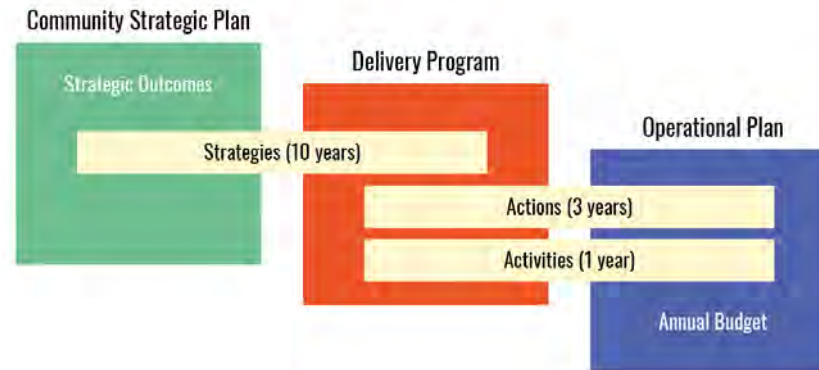 Community Strategic Plan
Strategic Outcomes
Delivery Program
Strategies (10 years)
Operational Plan
Actions (3 years)
Activities (1 year)
Annual Budget